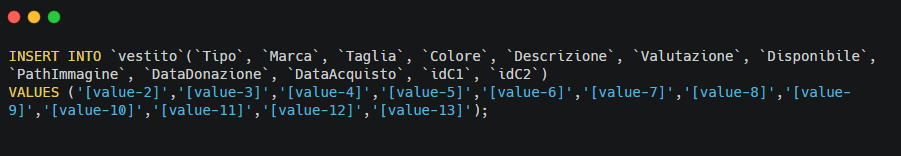 INSERT INTO `vestito`(`Tipo`, `Marca`, `Taglia`, `Colore`, `Descrizione`, `Valutazione`, `Disponibile`,
`PathImmagine`, `DataDonazione`, `DataAcquisto`, `idC1`, `idC2`)
VALUES ('[value-2]','[value-3]','[value-4]','[value-5]','[value-6]','[value-7]','[value-8]','[value-
9]','[value-10]','[value-11]','[value-12]','[value-13]');